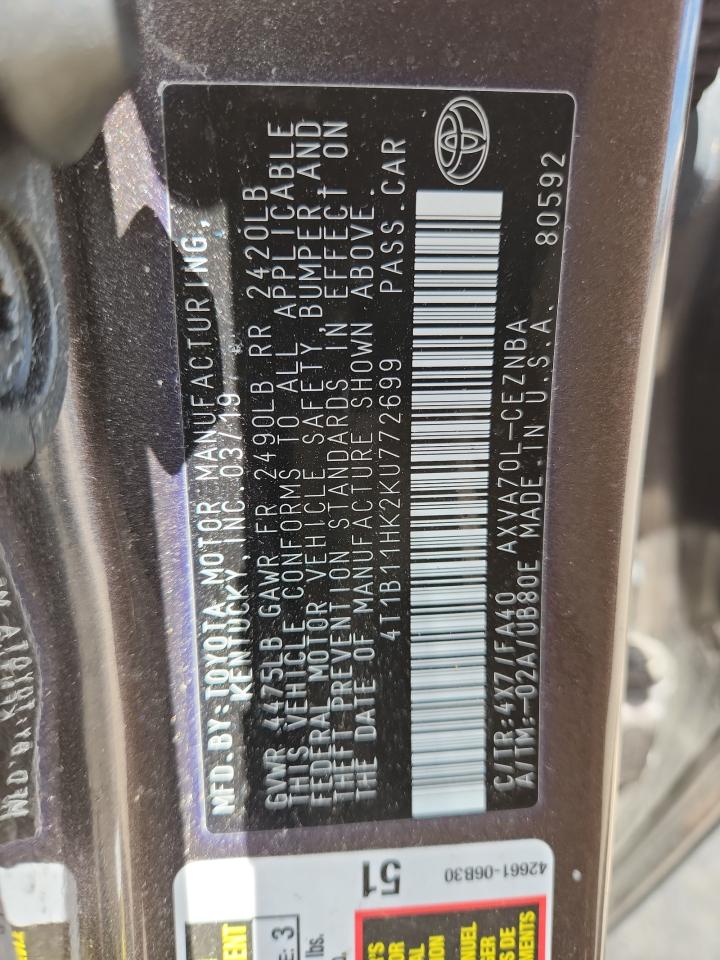 MFD.BY:TOYOTA MOTOR MANUFACTURING,
KENTUCKY,INC 03/19
GVWR 4475LB GAWR FR 2490LB RR 2420LB
THIS VEHICLE CONFORMS TO ALL APPLICABLE
FEDERAL MOTOR VEHICLE SAFETY,BUMPER,AND
THEFT PREVENTION STANDARDS IN EFFECT ON
THE DATE OF MANUFACTURE SHOWN ABOVE.
4T1B11HK2KU772699 PASS.CAR
C/TR:4X7/FA40 AXVA70L-CEZNBA
A/TM:-02A/UB80E MADE IN U.S.A. 80592
51
42661-06B30
3
lbs.